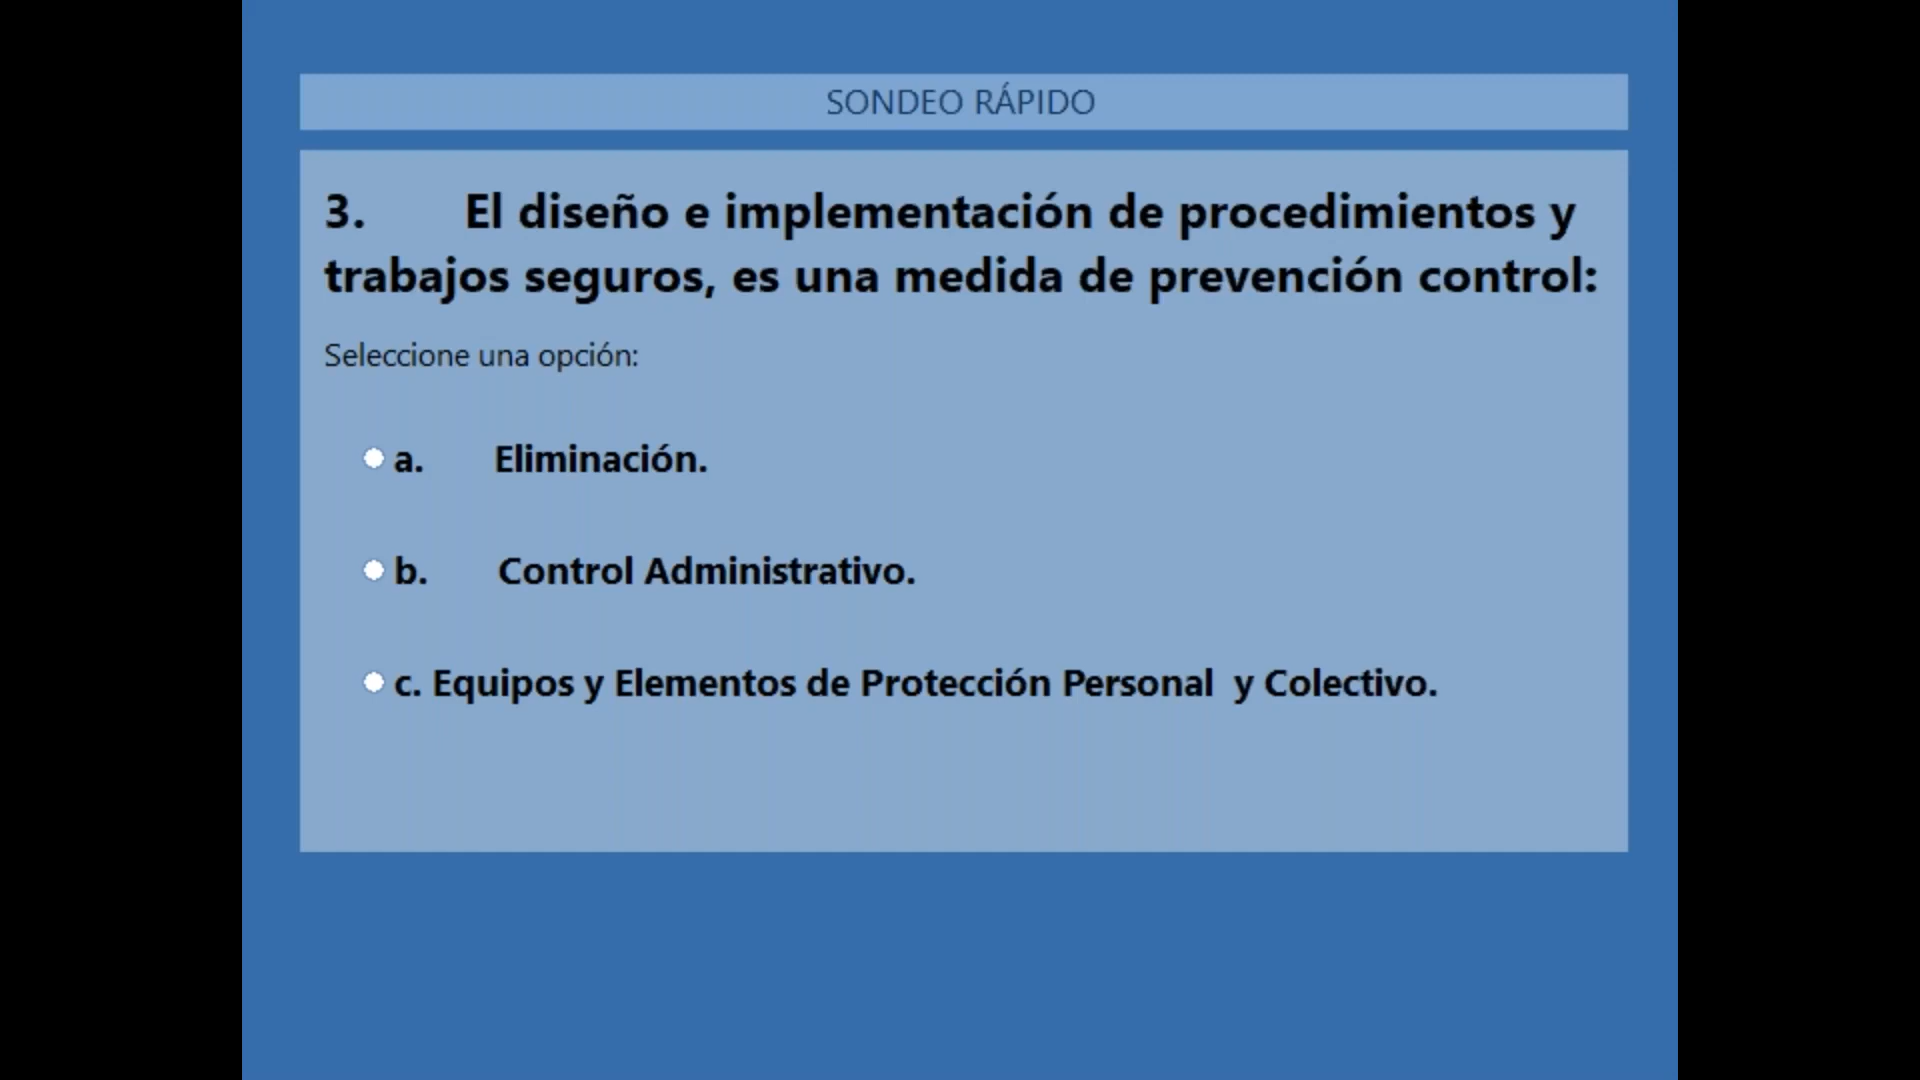 SONDEO RÁPIDO
3. El diseño e implementación de procedimientos y
trabajos seguros, es una medida de prevención control:
Seleccione una opción:
a. Eliminación.
b. Control Administrativo.
c. Equipos y Elementos de Protección Personal y Colectivo.